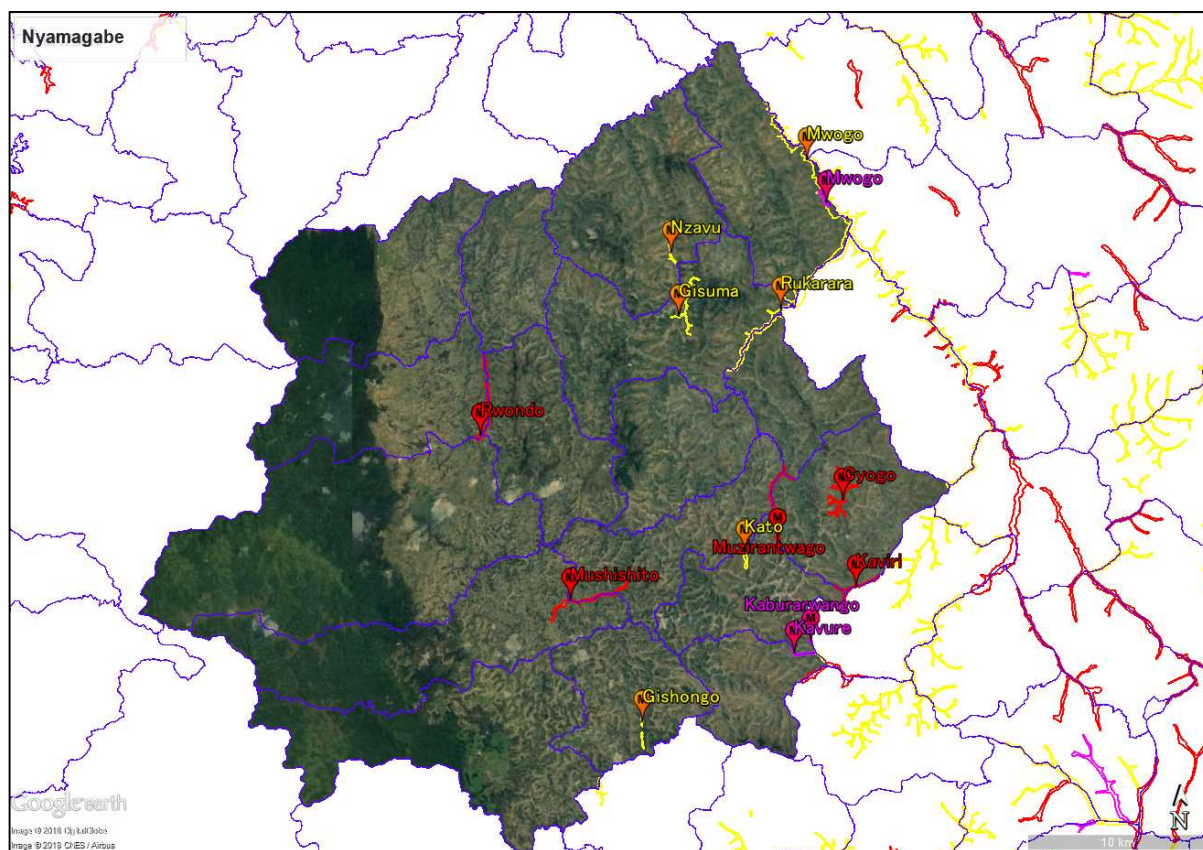 Nyamagabe
Mwogo
Mwogo
Nzavu
Gisuma
Rukarara
Rwondo
Cyogo
Kato
M
Muzirantwago
Mushishito
Kaviri
Kaburarwango
M
Kavure
Gishongo
Google earth
Image © 2018 DigitalGlobe
Image © 2018 CNES / Airbus
N
10 km